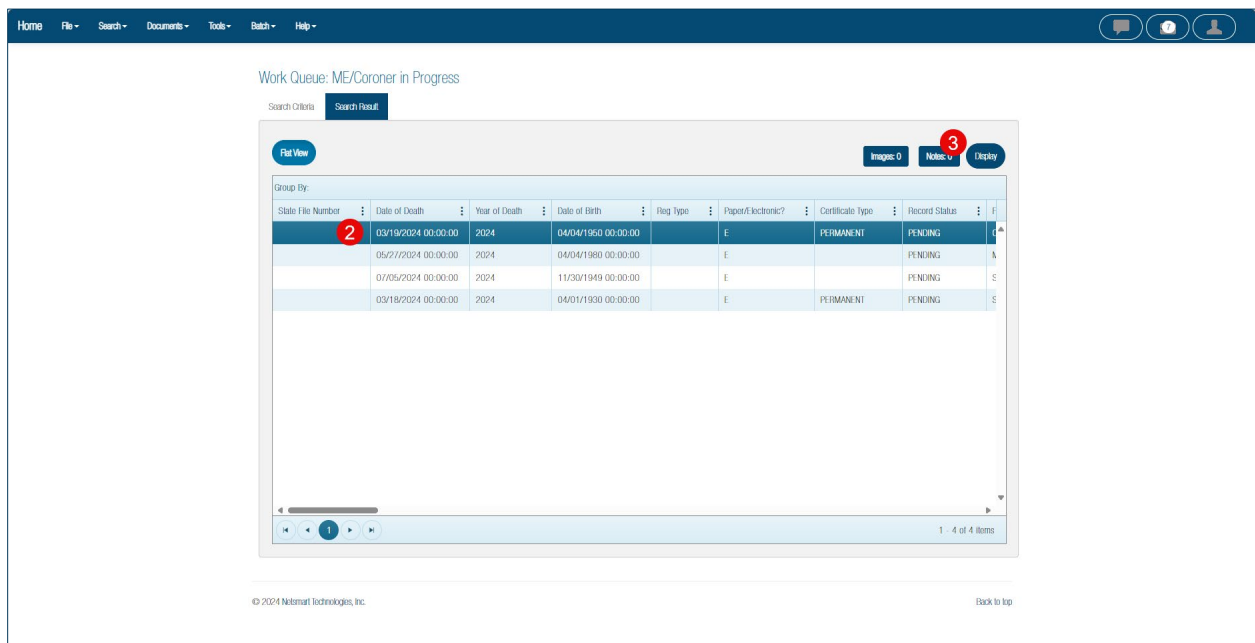 Home File Search Documents Tools Batch Help 7
Work Queue: ME/Coroner in Progress
Search Criteria Search Result
Flat View Images: 0 Notes: 0 3 Display
Group By:
State File Number Date of Death Year of Death Date of Birth Reg Type Paper/Electronic? Certificate Type Record Status F
2 03/19/2024 00:00:00 2024 04/04/1950 00:00:00 E PERMANENT PENDING
05/27/2024 00:00:00 2024 04/04/1980 00:00:00 E PENDING
07/05/2024 00:00:00 2024 11/30/1949 00:00:00 E PENDING S
03/18/2024 00:00:00 2024 04/01/1930 00:00:00 E PERMANENT PENDING S
1 1 - 4 of 4 items
© 2024 Netsmart Technologies, Inc. Back to top